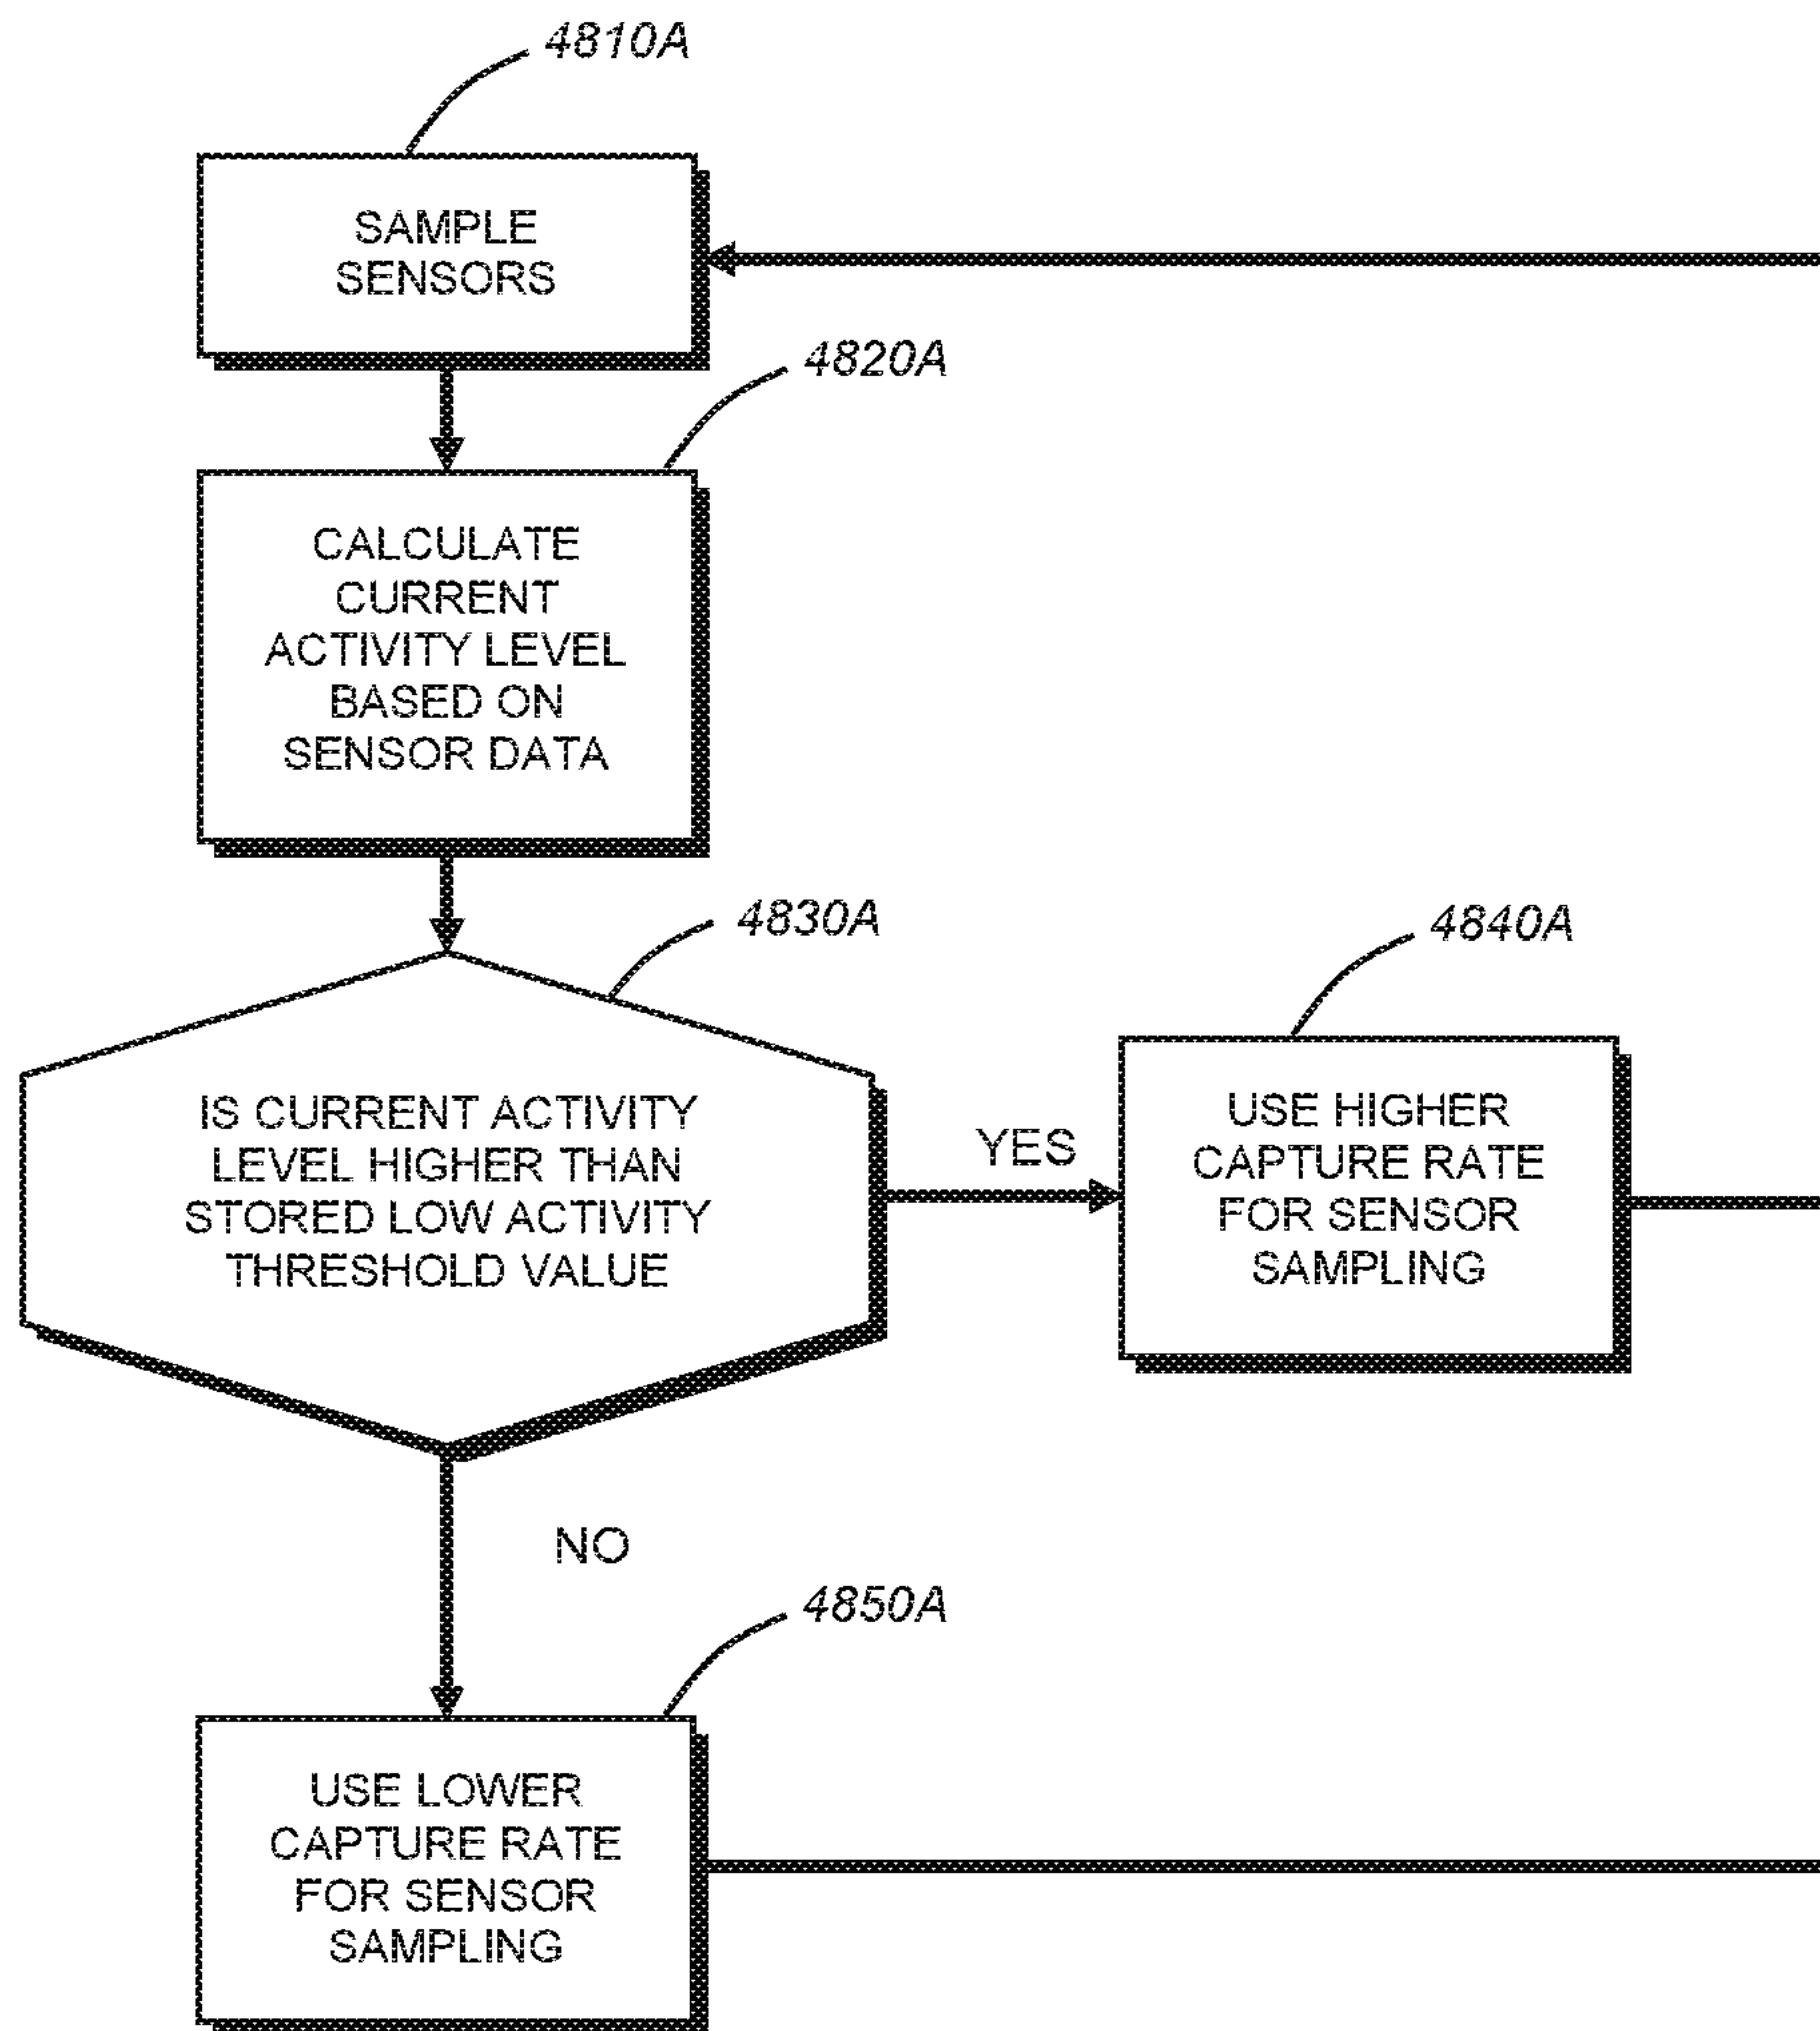 4810A
SAMPLE
SENSORS
4820A
CALCULATE
CURRENT
ACTIVITY LEVEL
BASED ON
SENSOR DATA
4830A
IS CURRENT ACTIVITY
LEVEL HIGHER THAN
STORED LOW ACTIVITY
THRESHOLD VALUE
YES
4840A
USE HIGHER
CAPTURE RATE
FOR SENSOR
SAMPLING
NO
4850A
USE LOWER
CAPTURE RATE
FOR SENSOR
SAMPLING